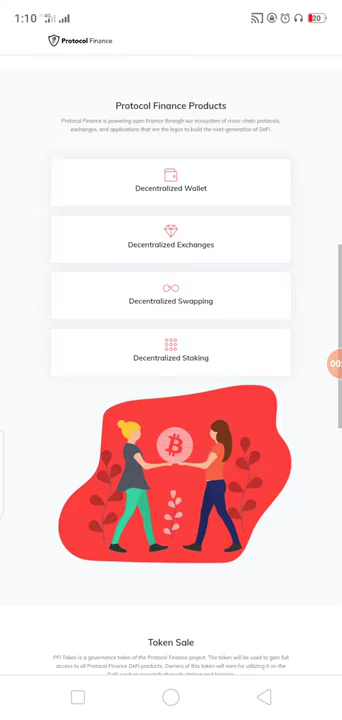 1:10
20
Protocol Finance
Protocol Finance Products
Protocol Finance is powering open finance through our ecosystem of cross-chain protocols,
exchanges, and applications that are the legos to build the next-generation of DeFi.
Decentralized Wallet
Decentralized Exchanges
Decentralized Swapping
Decentralized Staking
00:
Token Sale
PFI Token is a governance token of the Protocol Finance project. The token will be used to gain full
access to all Protocol Finance DeFi products. Owners of this token will earn for utilizing it on the